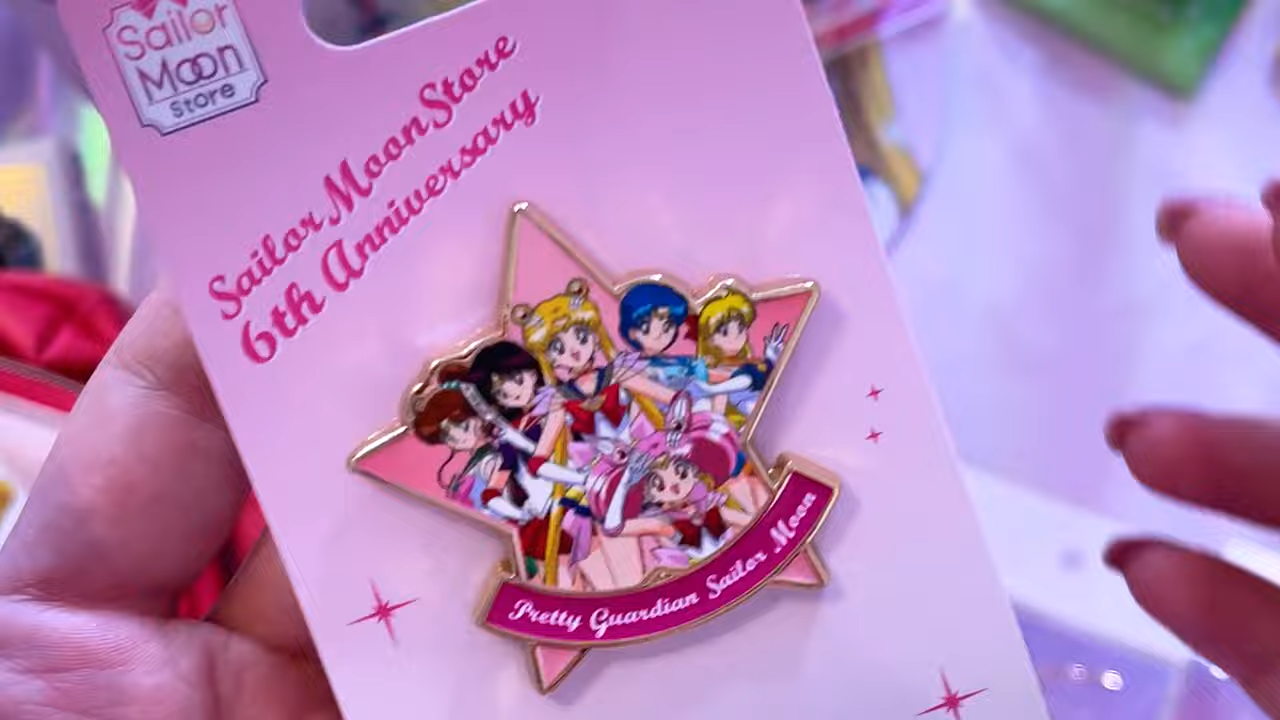 Sailor
Moon
Store
Sailor Moon Store
6th Anniversary
Pretty Guardian Sailor Moon